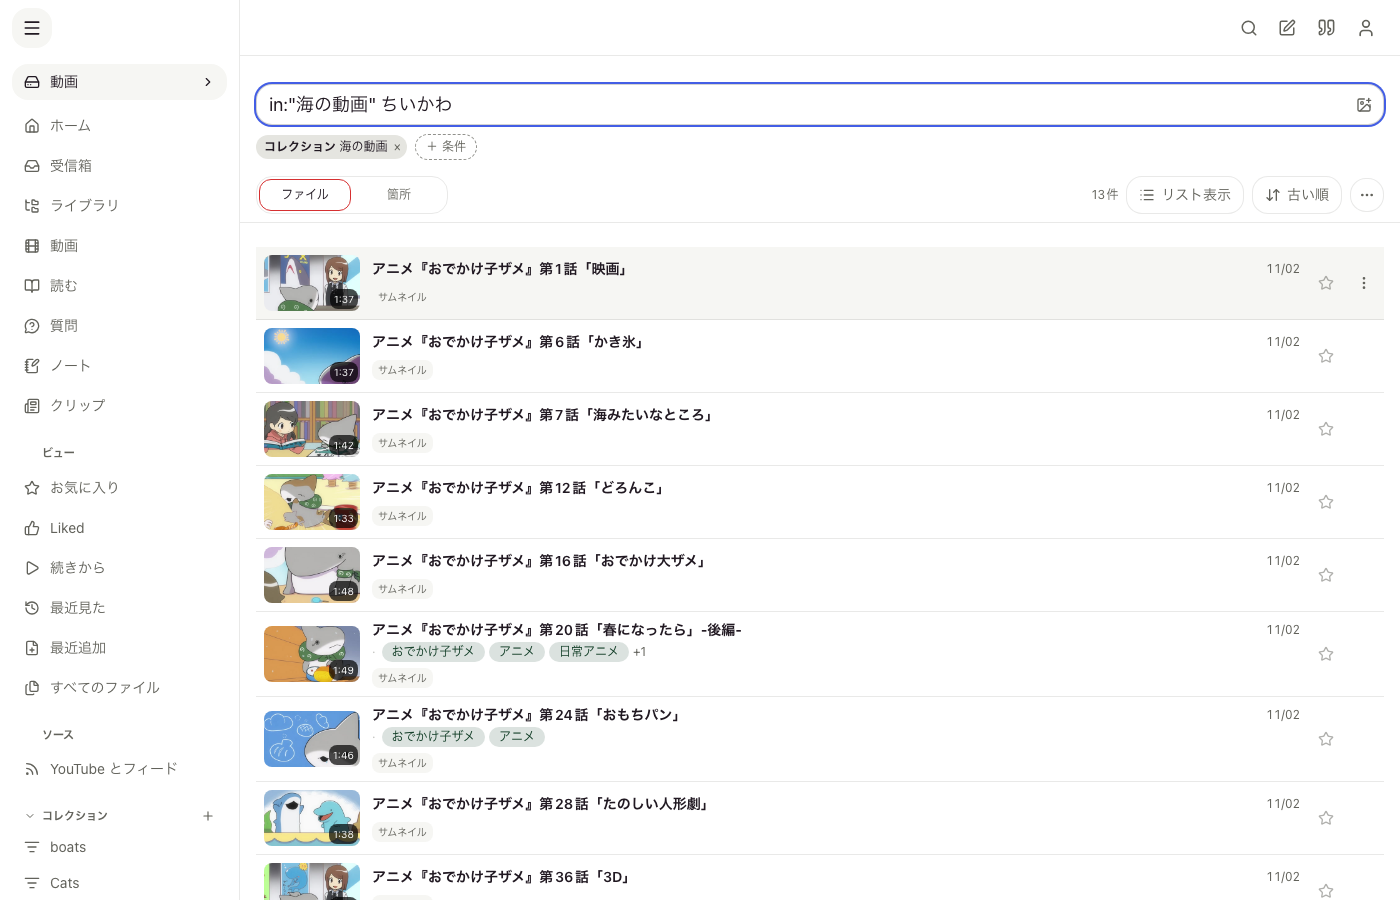 動画
ホーム
受信箱
ライブラリ
動画
読む
質問
ノート
クリップ
ビュー
お気に入り
Liked
続きから
最近見た
最近追加
すべてのファイル
ソース
YouTube とフィード
コレクション
boats
Cats
in:"海の動画" ちいかわ
コレクション 海の動画 ×
+ 条件
ファイル 箇所
13件 リスト表示 古い順
アニメ『おでかけ子ザメ』第1話「映画」 11/02
1:37 サムネイル
アニメ『おでかけ子ザメ』第6話「かき氷」 11/02
1:37 サムネイル
アニメ『おでかけ子ザメ』第7話「海みたいなところ」 11/02
1:42 サムネイル
アニメ『おでかけ子ザメ』第12話「どろんこ」 11/02
1:33 サムネイル
アニメ『おでかけ子ザメ』第16話「おでかけ大ザメ」 11/02
1:48 サムネイル
アニメ『おでかけ子ザメ』第20話「春になったら」-後編- 11/02
· おでかけ子ザメ アニメ 日常アニメ +1
1:49 サムネイル
アニメ『おでかけ子ザメ』第24話「おもちパン」 11/02
· おでかけ子ザメ アニメ
1:46 サムネイル
アニメ『おでかけ子ザメ』第28話「たのしい人形劇」 11/02
1:38 サムネイル
アニメ『おでかけ子ザメ』第36話「3D」 11/02